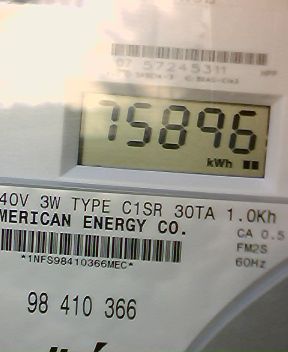 07 57245311
75896
kWh
40V 3W TYPE C1SR 30TA 1.0Kh
MERICAN ENERGY CO.
CA 0.5
FM2S
60Hz
*1NFS98410366MEC*
98 410 366